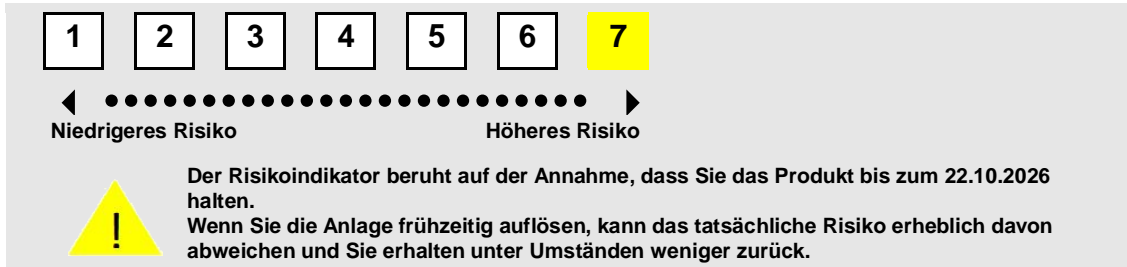 1 2 3 4 5 6 7
Niedrigeres Risiko Höheres Risiko
Der Risikoindikator beruht auf der Annahme, dass Sie das Produkt bis zum 22.10.2026
halten.
Wenn Sie die Anlage frühzeitig auflösen, kann das tatsächliche Risiko erheblich davon
abweichen und Sie erhalten unter Umständen weniger zurück.
!